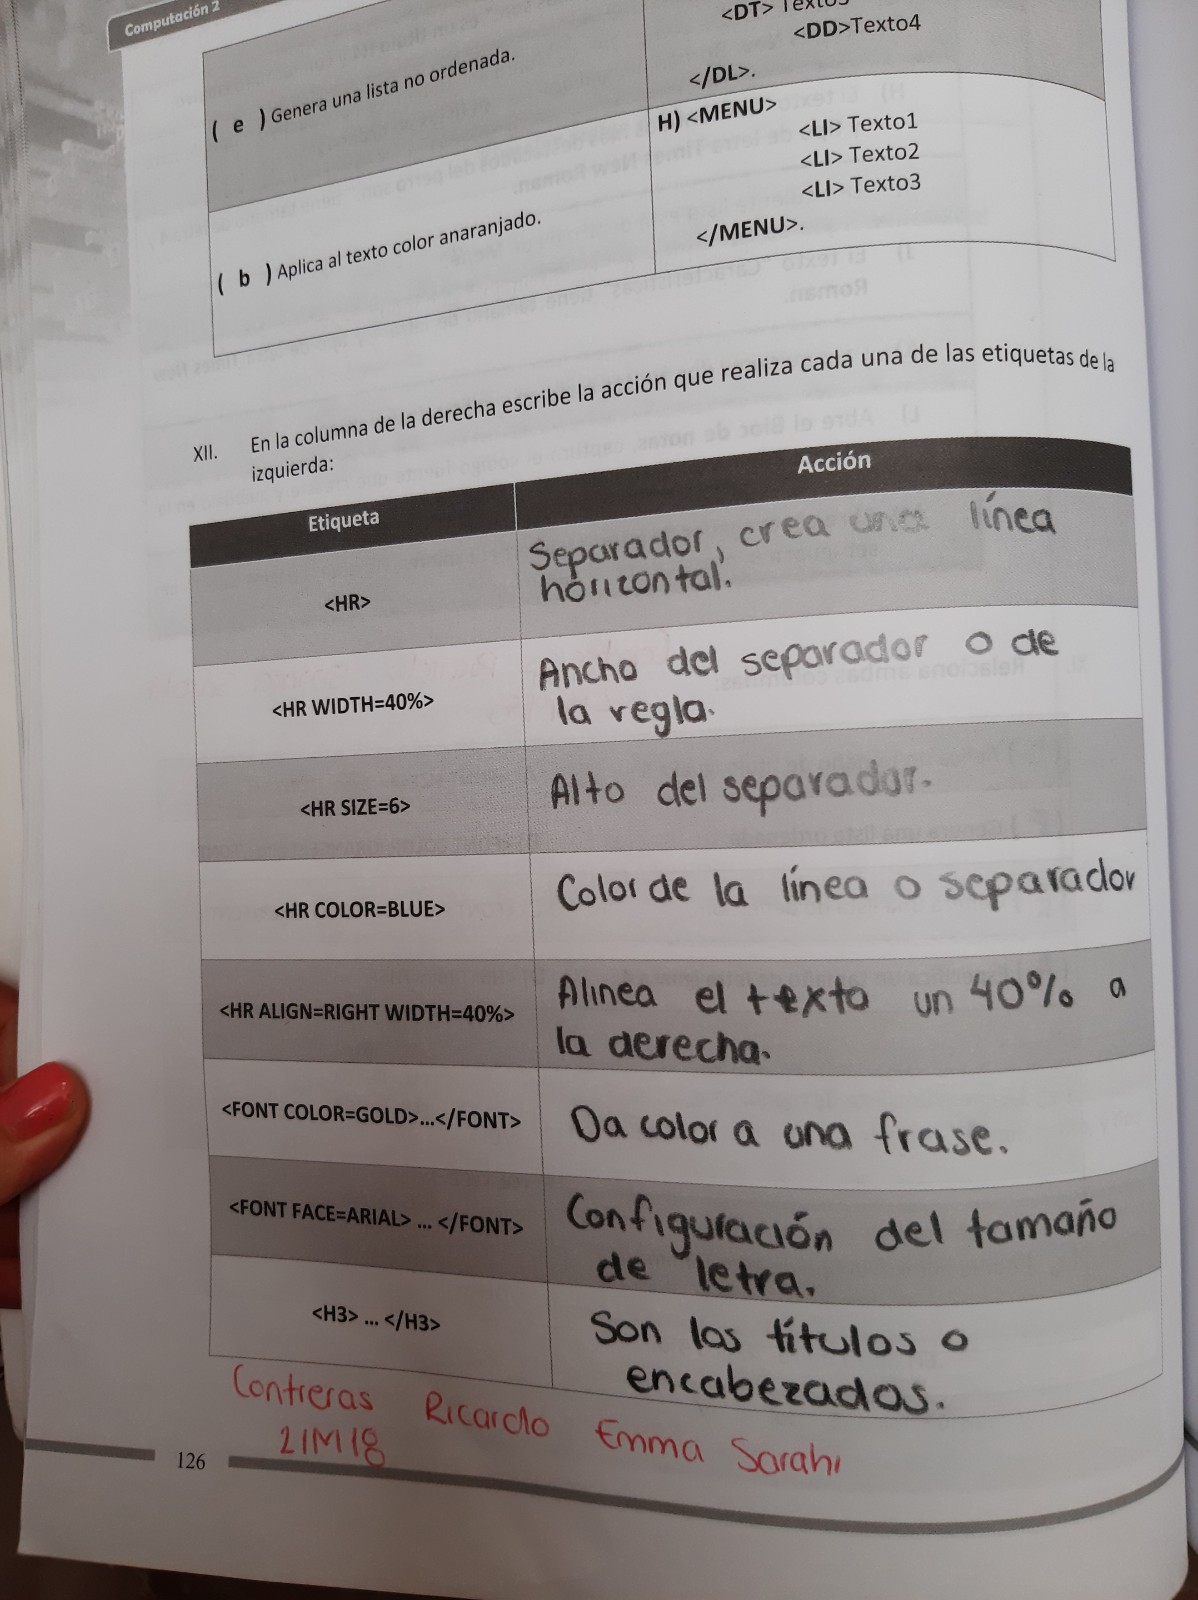 Computación 2
<DT> Texto3
<DD>Texto4
</DL>.
( e ) Genera una lista no ordenada.
H) <MENU>
<LI> Texto1
<LI> Texto2
<LI> Texto3
</MENU>.
( b ) Aplica al texto color anaranjado.
XII. En la columna de la derecha escribe la acción que realiza cada una de las etiquetas de la
izquierda:
Etiqueta Acción
<HR> Separador, crea una línea
horizontal.
<HR WIDTH=40%> Ancho del separador o de
la regla.
<HR SIZE=6> Alto del separador.
<HR COLOR=BLUE> Color de la línea o separador
<HR ALIGN=RIGHT WIDTH=40%> Alinea el texto un 40% a
la derecha.
<FONT COLOR=GOLD>...</FONT> Da color a una frase.
<FONT FACE=ARIAL> ... </FONT> Configuración del tamaño
de letra.
<H3> ... </H3> Son los títulos o
encabezados.
Contreras Ricardo Emma Sarahi
21M18
126